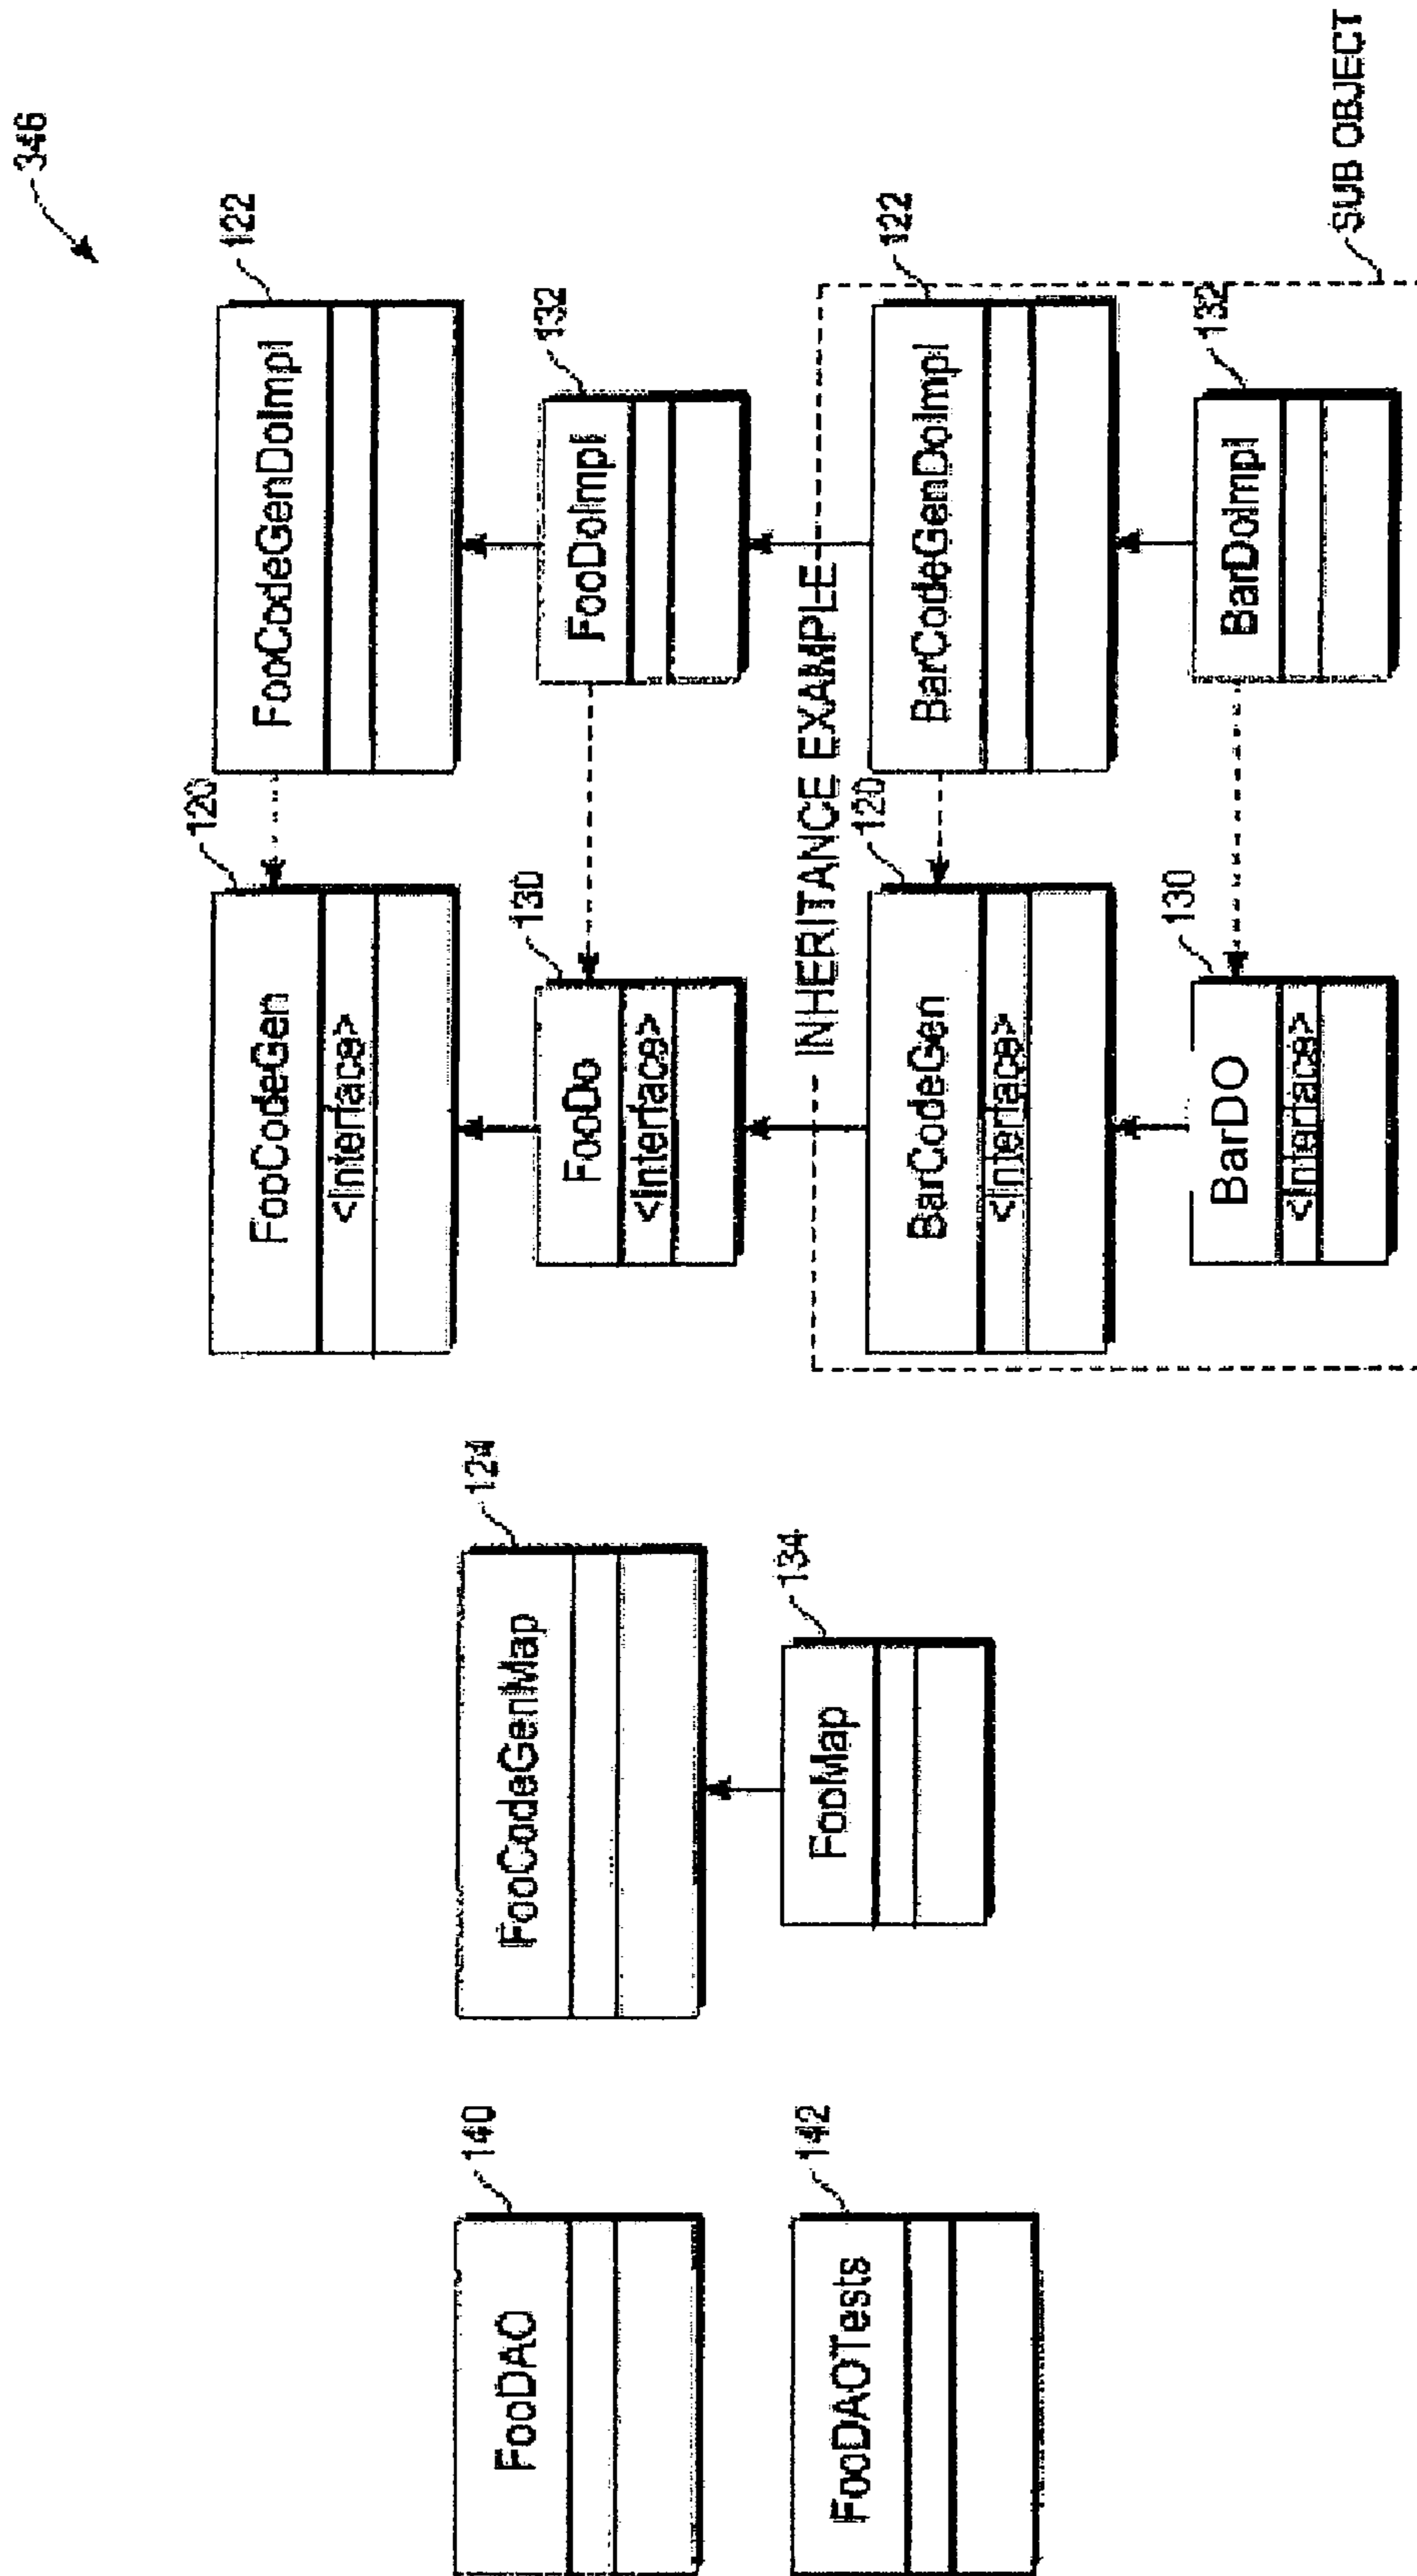 346
FooDAO
140
FooDAOTests
142
FooCodeGenMap
124
FooMap
134
FooCodeGen
<Interface>
120
FooCodeGenDoImpl
122
FooDo
<Interface>
130
FooDoImpl
132
INHERITANCE EXAMPLE
BarCodeGen
<Interface>
120
BarCodeGenDoImpl
122
BarDO
<Interface>
130
BarDoImpl
132
SUB OBJECT